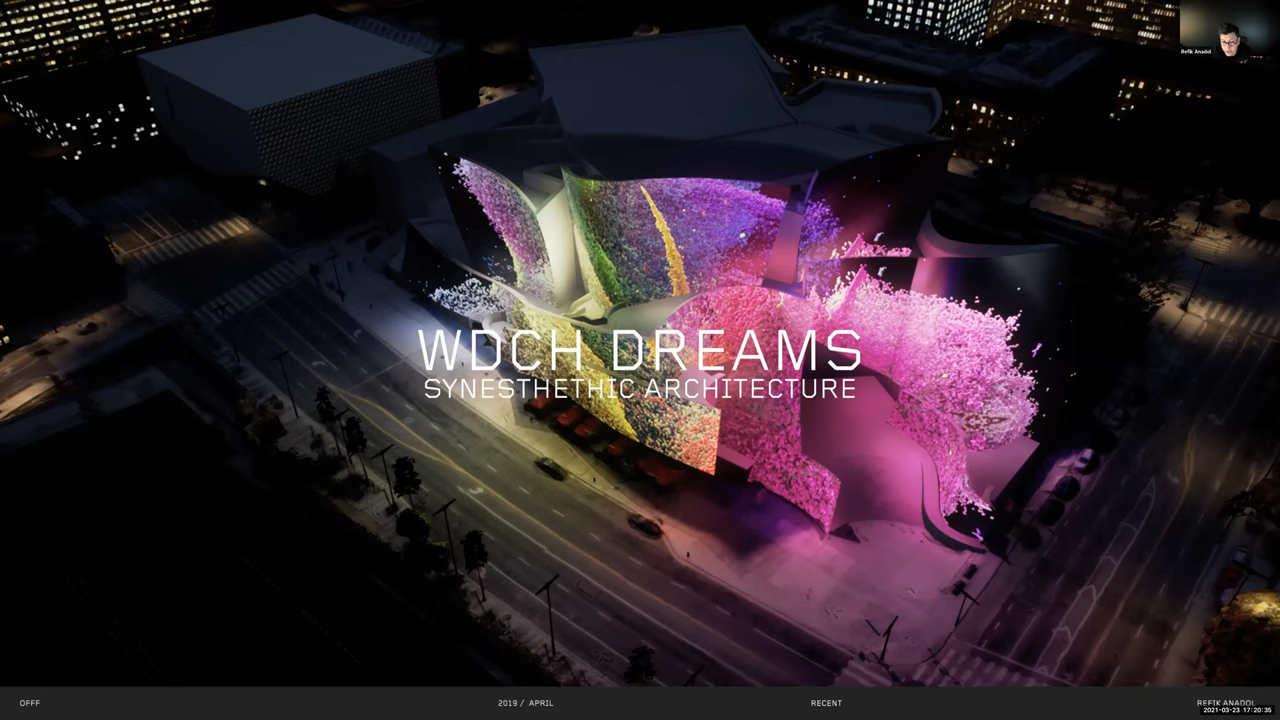 Refik Anadol
WDCH DREAMS
SYNESTHETHIC ARCHITECTURE
OFFF
2019 / APRIL
RECENT
REFIK ANADOL
2021-03-23 17:20:35